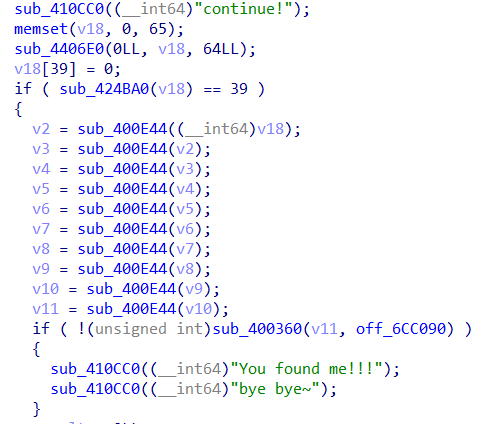 sub_410CC0((__int64)"continue!");
memset(v18, 0, 65);
sub_4406E0(0LL, v18, 64LL);
v18[39] = 0;
if ( sub_424BA0(v18) == 39 )
{
v2 = sub_400E44((__int64)v18);
v3 = sub_400E44(v2);
v4 = sub_400E44(v3);
v5 = sub_400E44(v4);
v6 = sub_400E44(v5);
v7 = sub_400E44(v6);
v8 = sub_400E44(v7);
v9 = sub_400E44(v8);
v10 = sub_400E44(v9);
v11 = sub_400E44(v10);
if ( !(unsigned int)sub_400360(v11, off_6CC090) )
{
sub_410CC0((__int64)"You found me!!!");
sub_410CC0((__int64)"bye bye~");
}